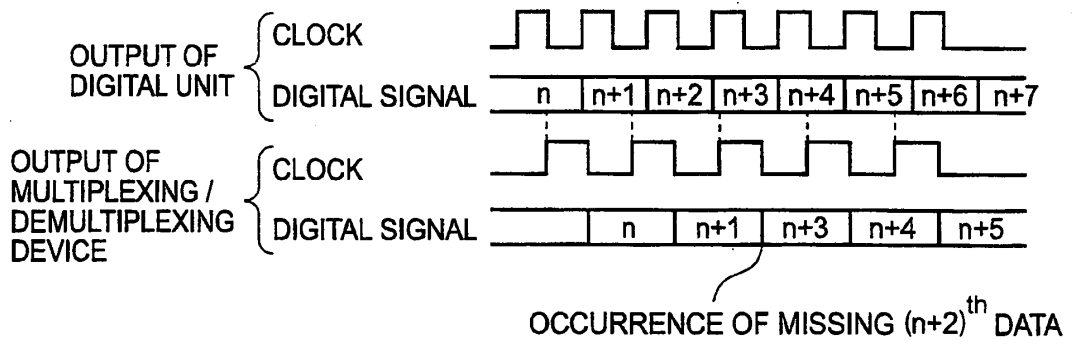 OUTPUT OF
DIGITAL UNIT
CLOCK
DIGITAL SIGNAL
n n+1 n+2 n+3 n+4 n+5 n+6 n+7
OUTPUT OF
MULTIPLEXING /
DEMULTIPLEXING
DEVICE
CLOCK
DIGITAL SIGNAL
n n+1 n+3 n+4 n+5
OCCURRENCE OF MISSING (n+2)th DATA